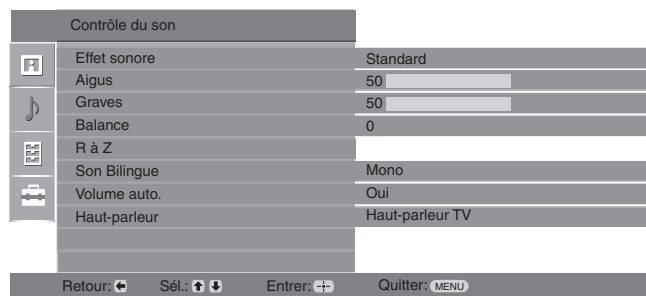 Contrôle du son
Effet sonore Standard
Aigus 50
Graves 50
Balance 0
R à Z
Son Bilingue Mono
Volume auto. Oui
Haut-parleur Haut-parleur TV
Retour: Sél.: Entrer: Quitter: MENU